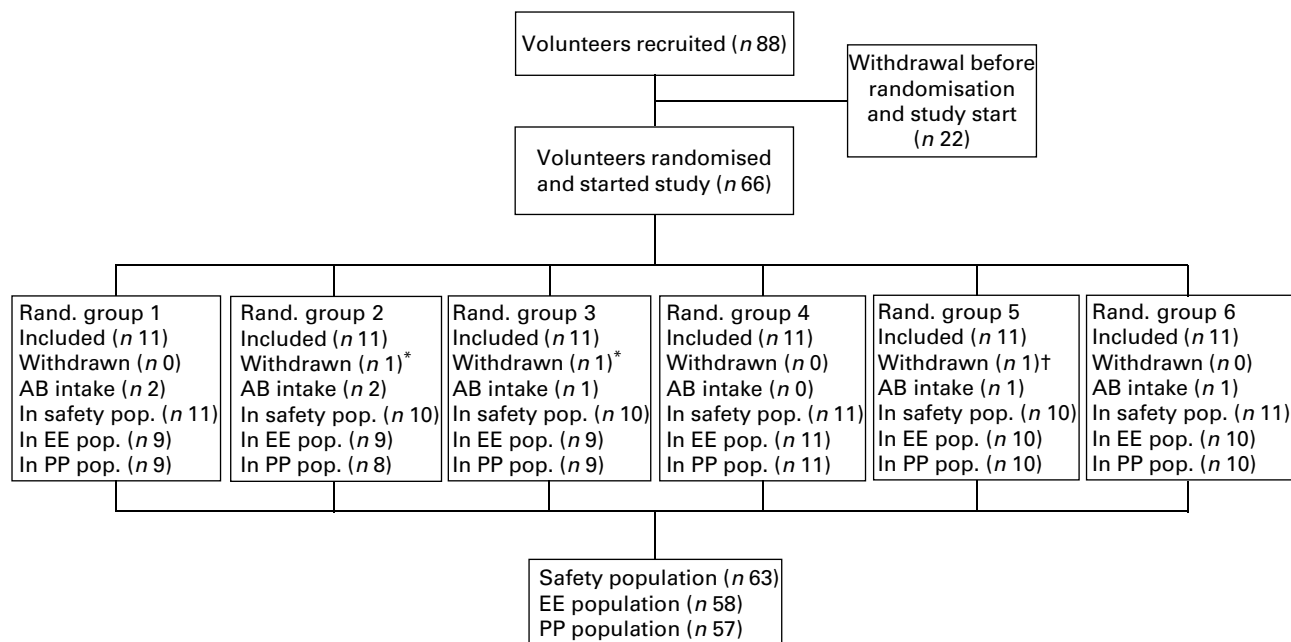 Volunteers recruited (n 88)
Withdrawal before
randomisation
and study start
(n 22)
Volunteers randomised
and started study (n 66)
Rand. group 1
Included (n 11)
Withdrawn (n 0)
AB intake (n 2)
In safety pop. (n 11)
In EE pop. (n 9)
In PP pop. (n 9)
Rand. group 2
Included (n 11)
Withdrawn (n 1)*
AB intake (n 2)
In safety pop. (n 10)
In EE pop. (n 9)
In PP pop. (n 8)
Rand. group 3
Included (n 11)
Withdrawn (n 1)*
AB intake (n 1)
In safety pop. (n 10)
In EE pop. (n 9)
In PP pop. (n 9)
Rand. group 4
Included (n 11)
Withdrawn (n 0)
AB intake (n 0)
In safety pop. (n 11)
In EE pop. (n 11)
In PP pop. (n 11)
Rand. group 5
Included (n 11)
Withdrawn (n 1)†
AB intake (n 1)
In safety pop. (n 10)
In EE pop. (n 10)
In PP pop. (n 10)
Rand. group 6
Included (n 11)
Withdrawn (n 0)
AB intake (n 1)
In safety pop. (n 11)
In EE pop. (n 10)
In PP pop. (n 10)
Safety population (n 63)
EE population (n 58)
PP population (n 57)